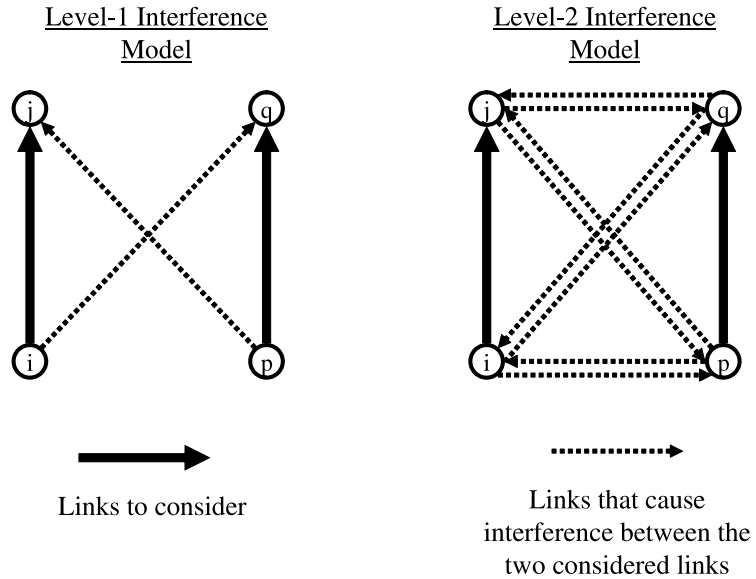 Level-1 Interference
Model
Level-2 Interference
Model
j
q
j
q
i
p
i
p
Links to consider
Links that cause
interference between the
two considered links